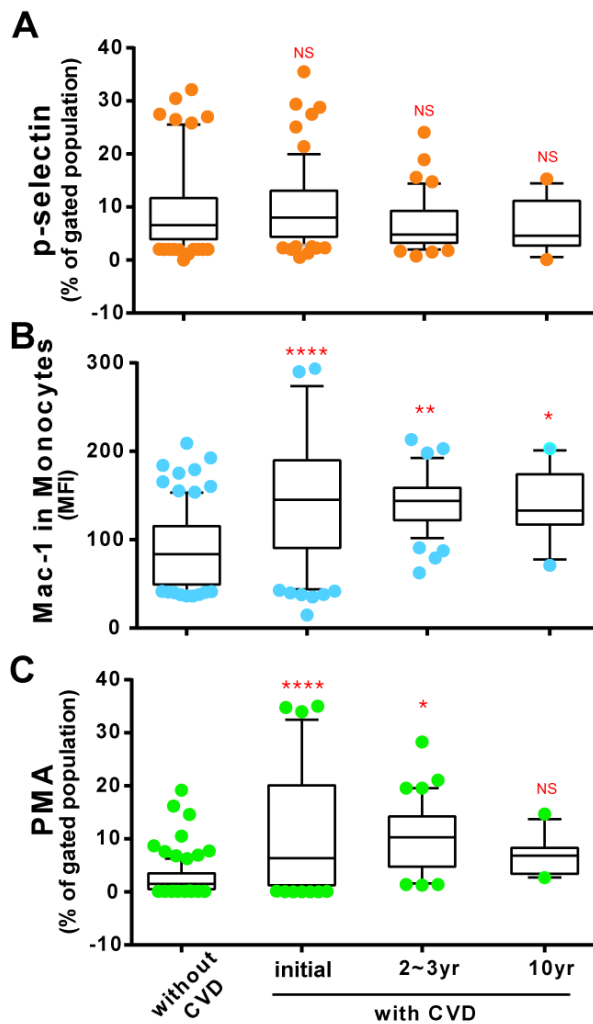 A
p-selectin
(% of gated population)
40
30
20
10
0
-10
NS
NS
NS
B
Mac-1 in Monocytes
(MFI)
300
200
100
0
****
**
*
C
PMA
(% of gated population)
40
30
20
10
0
-10
****
*
NS
without
CVD
initial
2~3yr
10yr
with CVD